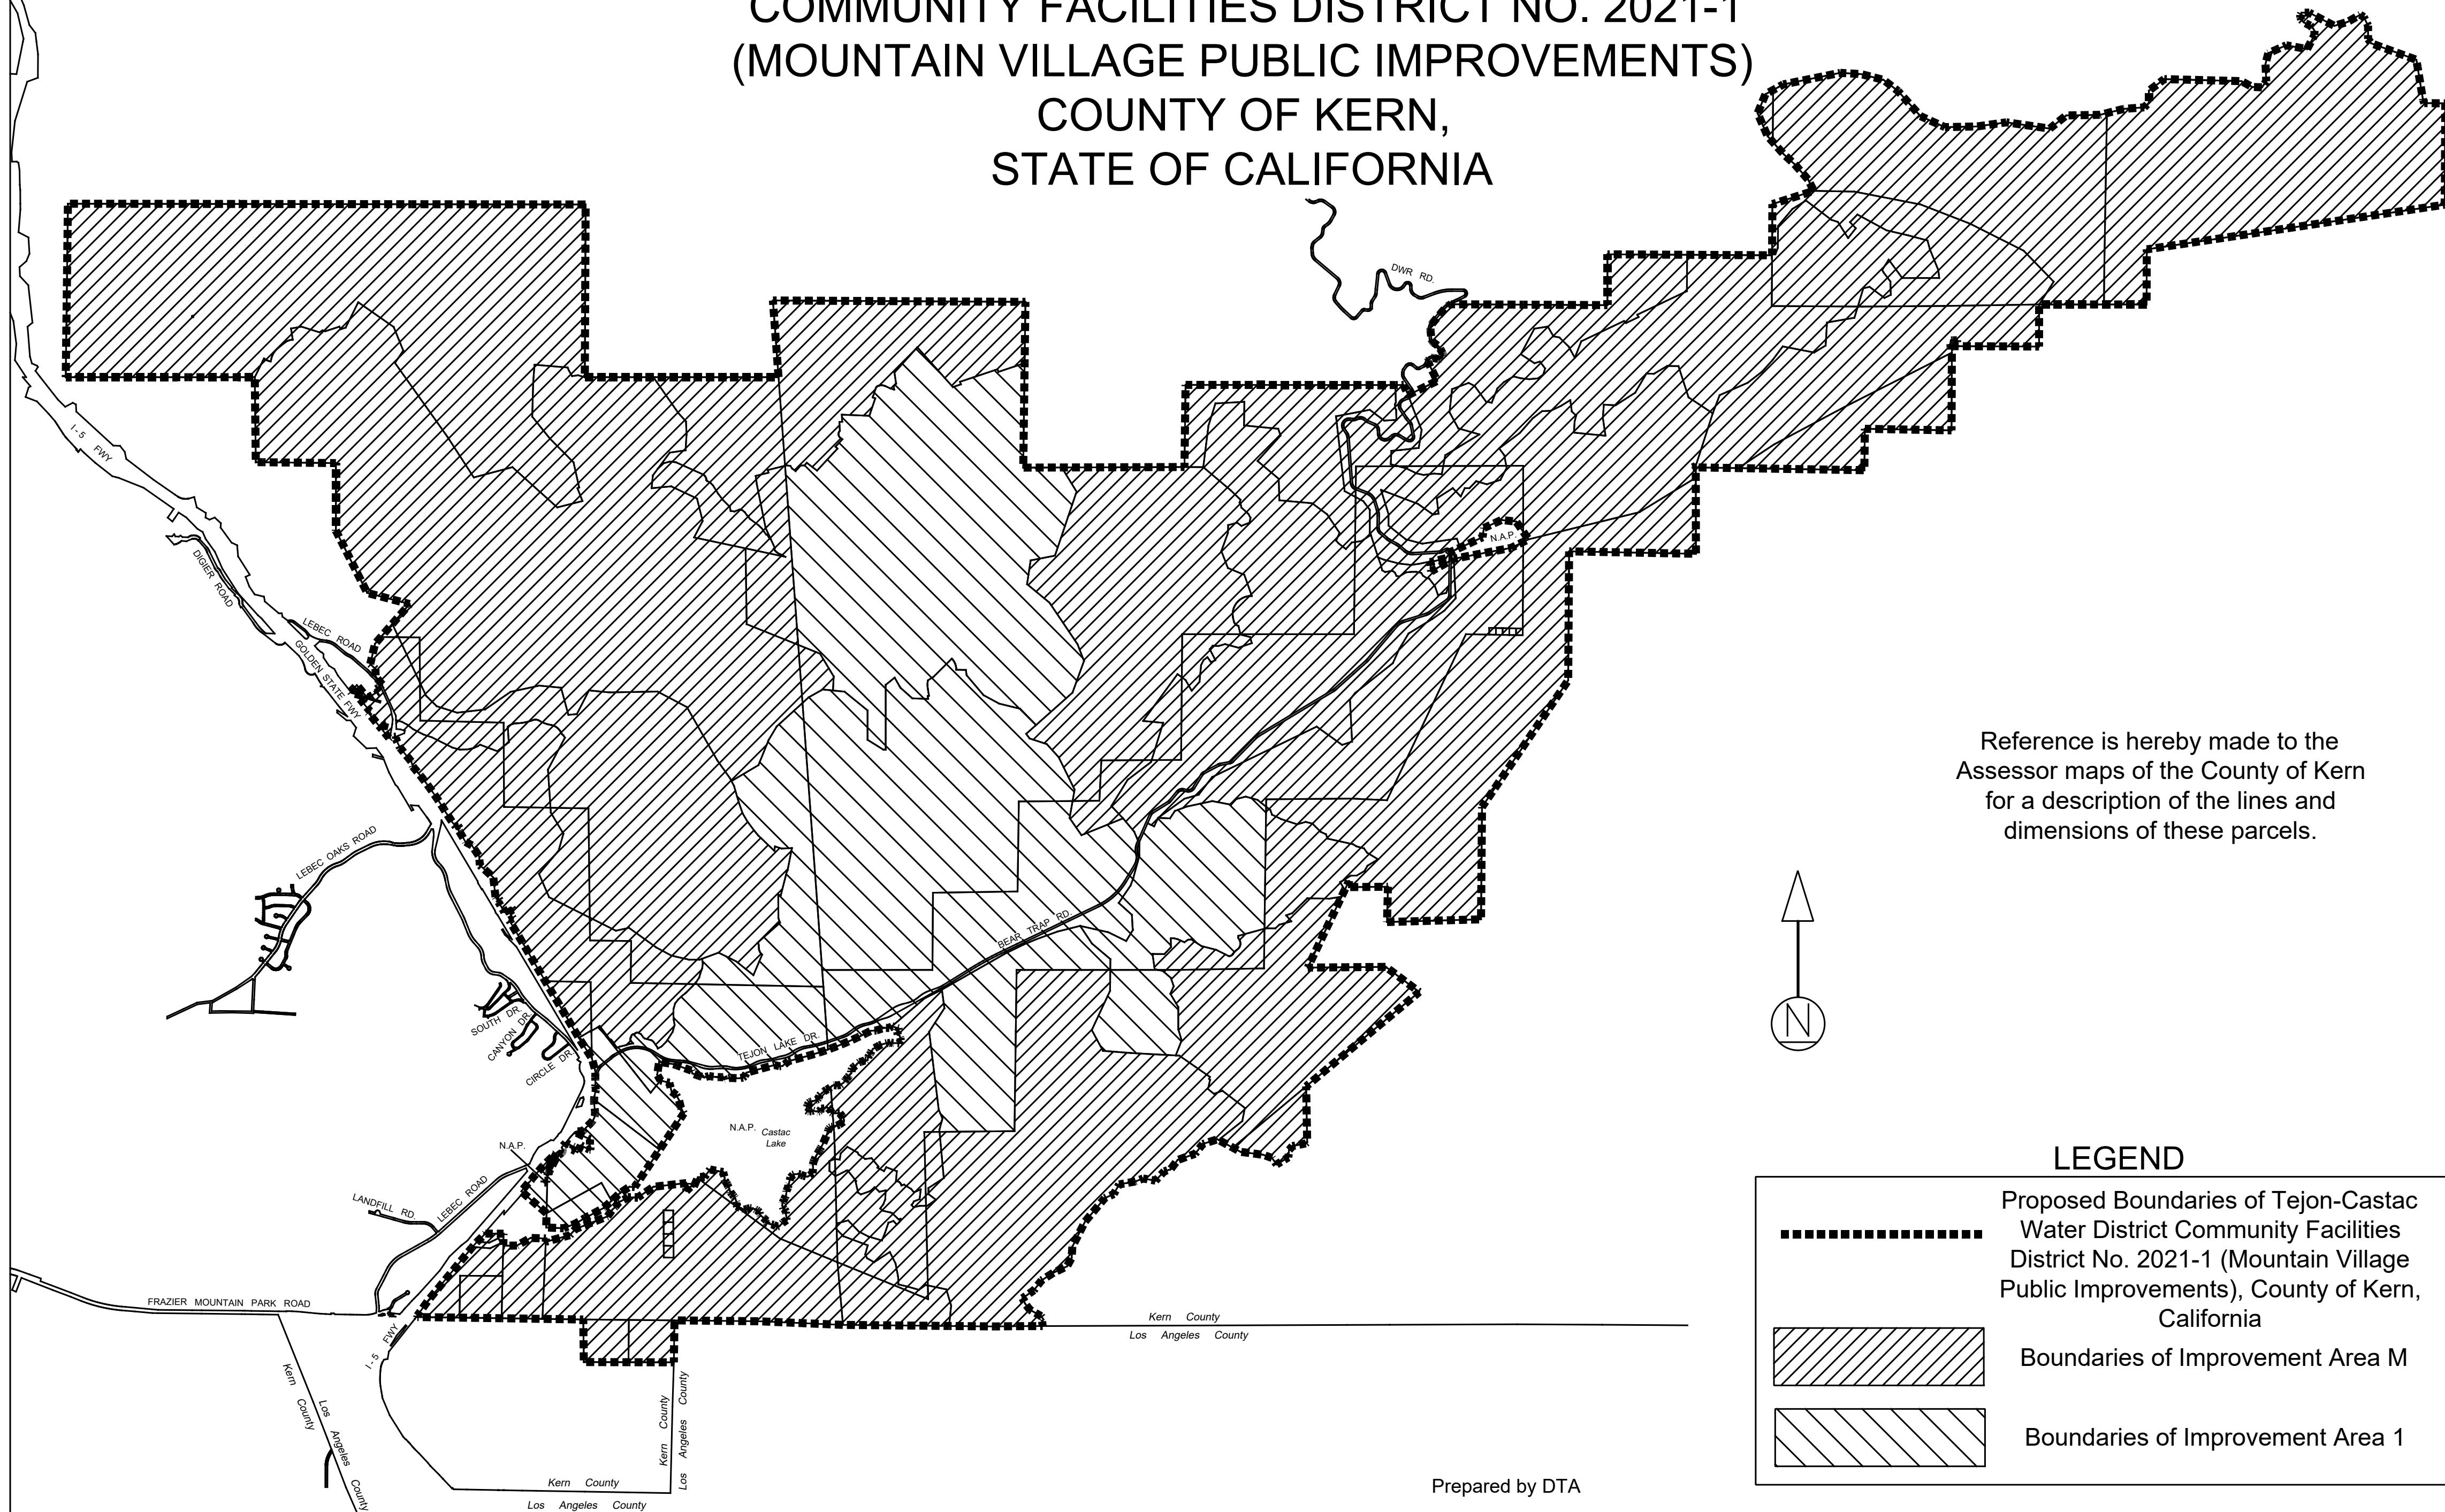 COMMUNITY FACILITIES DISTRICT NO. 2021-1
(MOUNTAIN VILLAGE PUBLIC IMPROVEMENTS)
COUNTY OF KERN,
STATE OF CALIFORNIA
DWR RD.
I-5 FWY
N.A.P.
DIGIER ROAD
LEBEC ROAD
GOLDEN STATE FWY
Reference is hereby made to the
Assessor maps of the County of Kern
for a description of the lines and
dimensions of these parcels.
LEBEC OAKS ROAD
BEAR TRAP RD.
SOUTH DR.
CANYON DR.
CIRCLE DR.
TEJON LAKE DR.
N
N.A.P.
Castac
Lake
N.A.P.
LANDFILL RD.
LEBEC ROAD
FRAZIER MOUNTAIN PARK ROAD
I-5 FWY
Kern County
Los Angeles County
Kern County
Los Angeles County
Kern County
Los Angeles County
Kern County
Los Angeles County
LEGEND
Proposed Boundaries of Tejon-Castac
Water District Community Facilities
District No. 2021-1 (Mountain Village
Public Improvements), County of Kern,
California
Boundaries of Improvement Area M
Boundaries of Improvement Area 1
Prepared by DTA